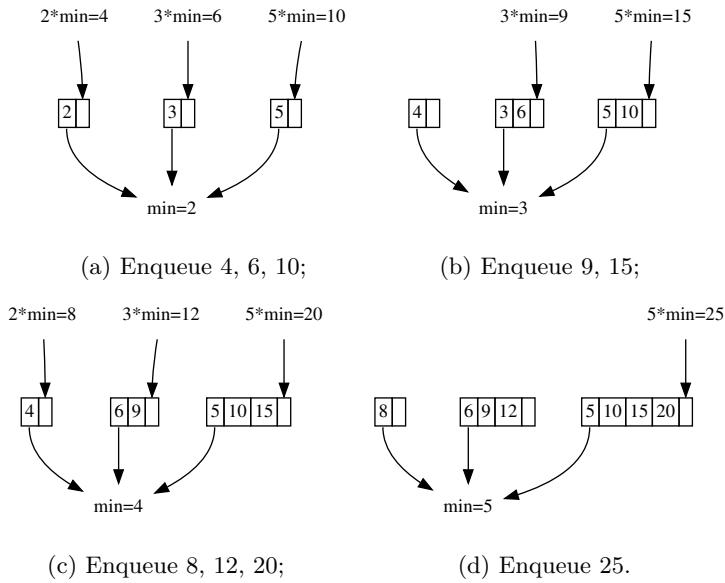 2*min=4 3*min=6 5*min=10
2 3 5
min=2
(a) Enqueue 4, 6, 10;
3*min=9 5*min=15
4 3 6 5 10
min=3
(b) Enqueue 9, 15;
2*min=8 3*min=12 5*min=20
4 6 9 5 10 15
min=4
(c) Enqueue 8, 12, 20;
5*min=25
8 6 9 12 5 10 15 20
min=5
(d) Enqueue 25.